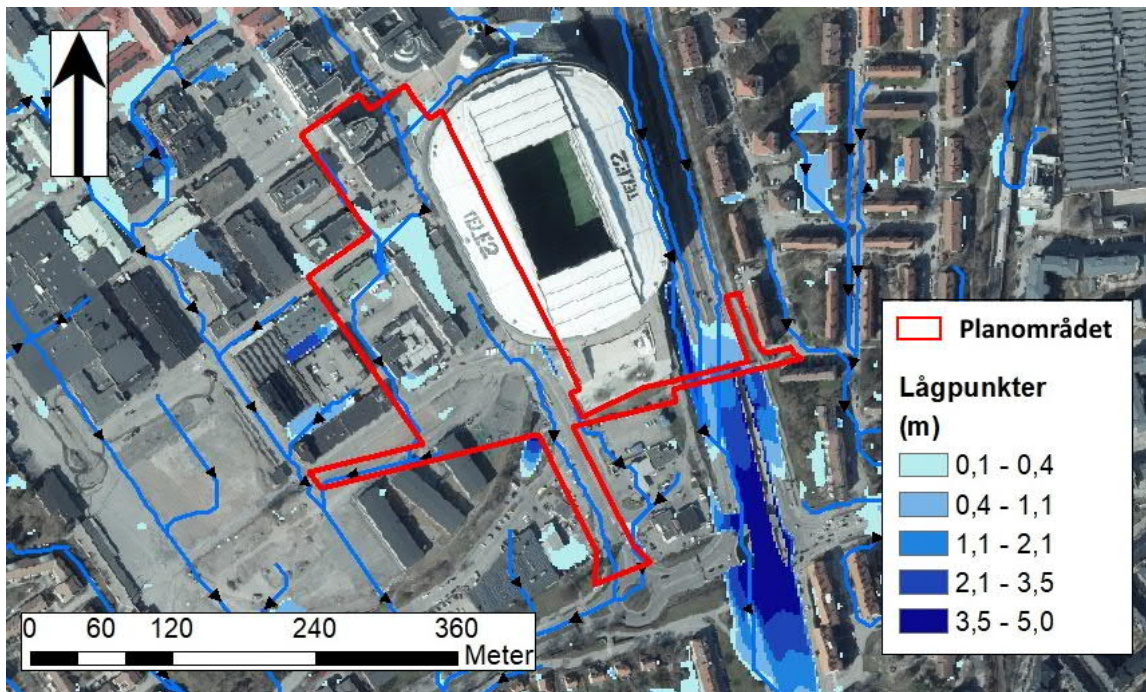 TELE2
TELE2
Planområdet
Lågpunkter
(m)
0,1 - 0,4
0,4 - 1,1
1,1 - 2,1
2,1 - 3,5
3,5 - 5,0
0 60 120 240 360
Meter